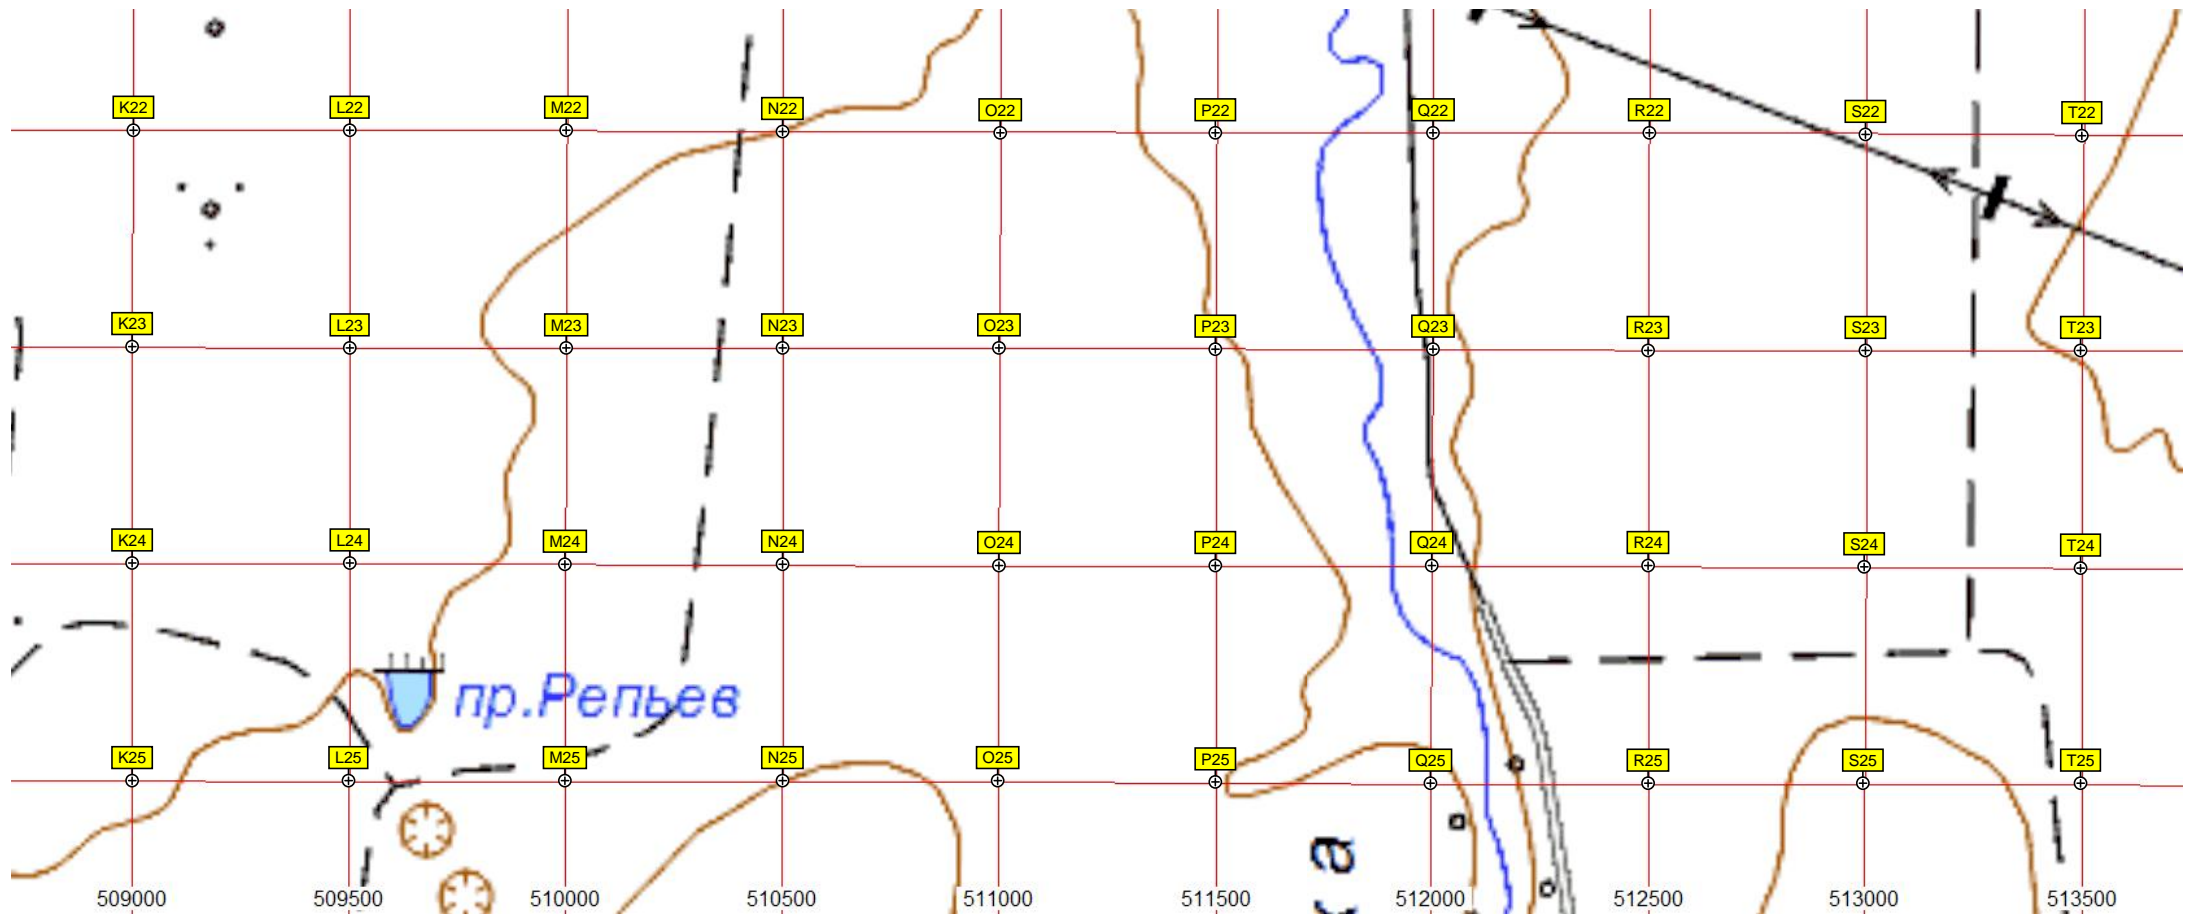 K22 L22 M22 N22 O22 P22 Q22 R22 S22 T22
K23 L23 M23 N23 O23 P23 Q23 R23 S23 T23
K24 L24 M24 N24 O24 P24 Q24 R24 S24 T24
пр.Репьев
K25 L25 M25 N25 O25 P25 Q25 R25 S25 T25
ка
509000 509500 510000 510500 511000 511500 512000 512500 513000 513500